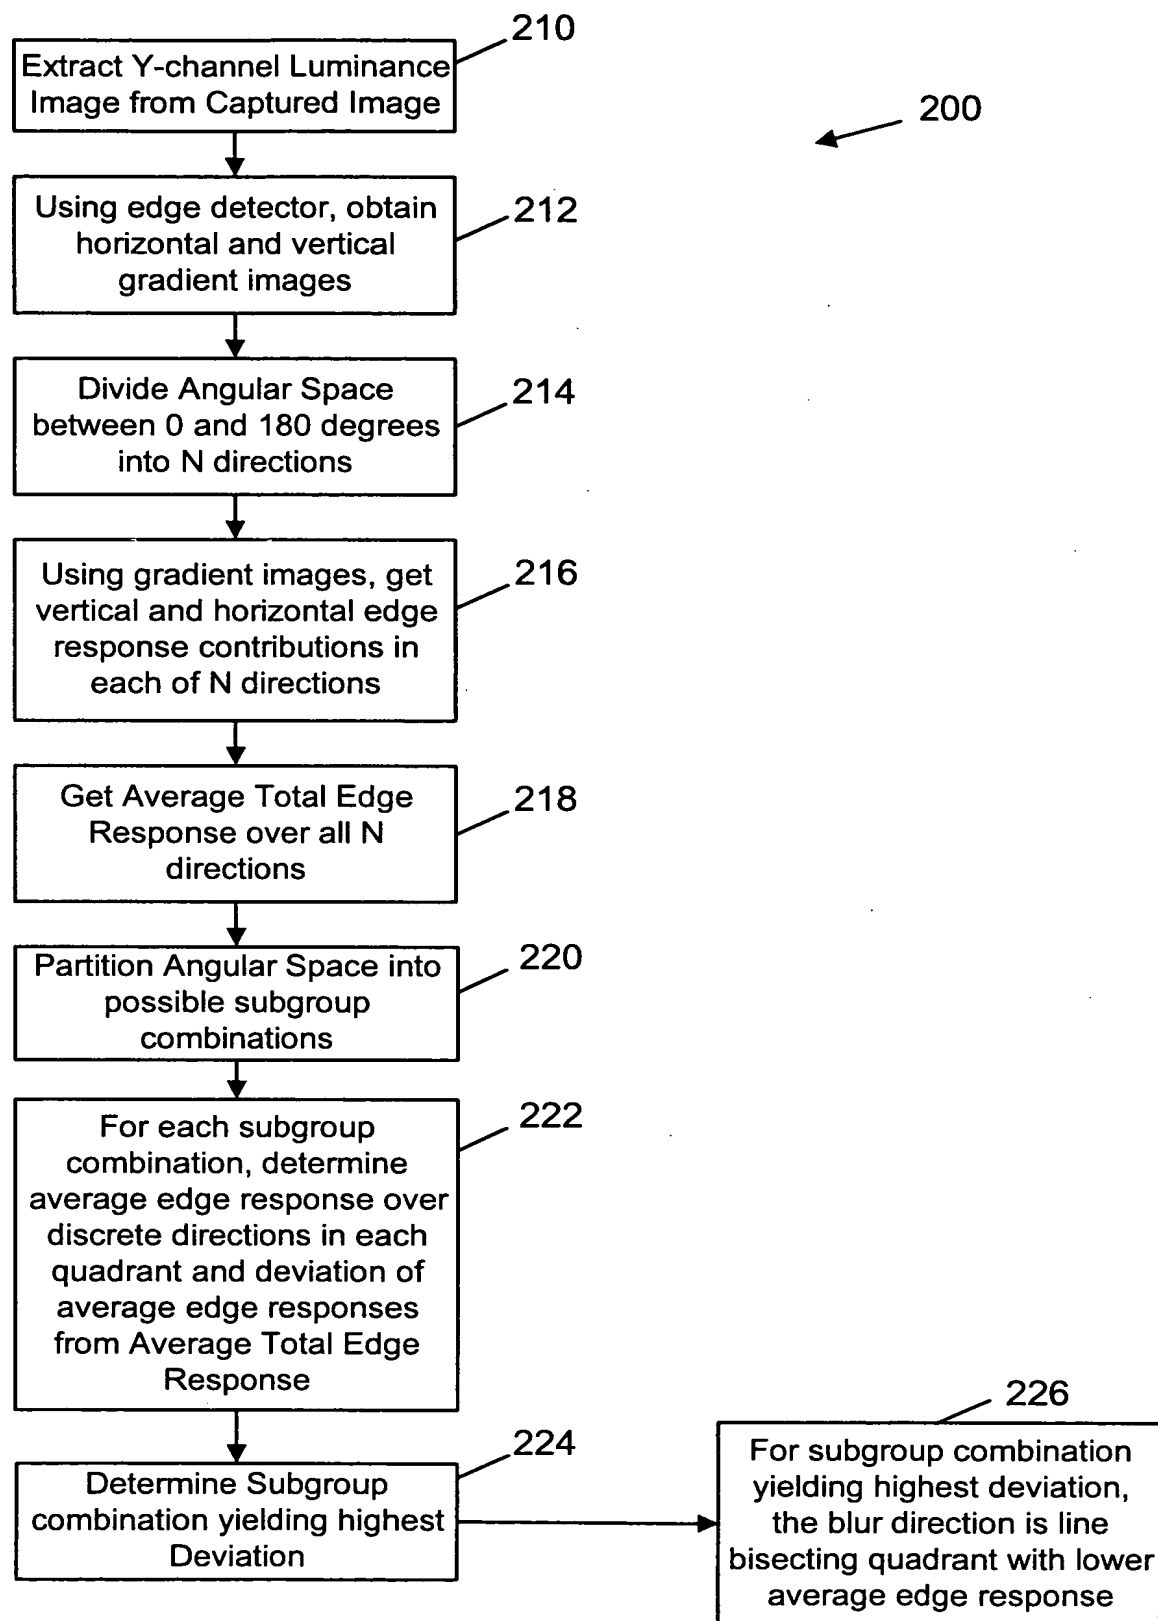 210
Extract Y-channel Luminance
Image from Captured Image
200
212
Using edge detector, obtain
horizontal and vertical
gradient images
214
Divide Angular Space
between 0 and 180 degrees
into N directions
216
Using gradient images, get
vertical and horizontal edge
response contributions in
each of N directions
218
Get Average Total Edge
Response over all N
directions
220
Partition Angular Space into
possible subgroup
combinations
222
For each subgroup
combination, determine
average edge response over
discrete directions in each
quadrant and deviation of
average edge responses
from Average Total Edge
Response
224
Determine Subgroup
combination yielding highest
Deviation
226
For subgroup combination
yielding highest deviation,
the blur direction is line
bisecting quadrant with lower
average edge response